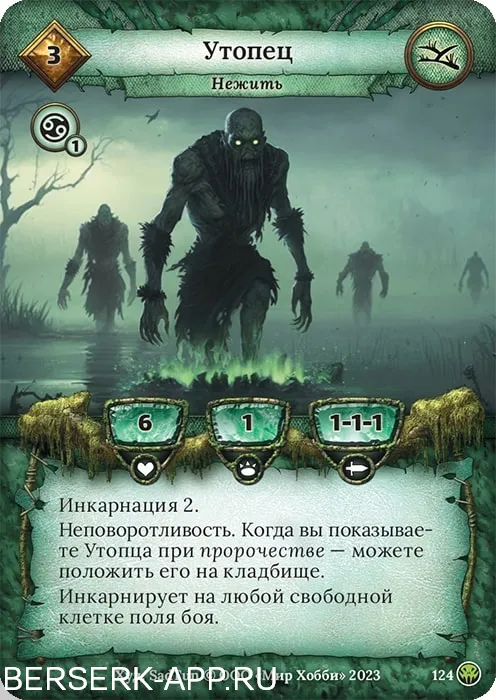 3
Утопец
Нежить
1
6
1
1-1-1
Инкарнация 2.
Неповоротливость. Когда вы показывае-
те Утопца при пророчестве — можете
положить его на кладбище.
Инкарнирует на любой свободной
клетке поля боя.
«Мир Хобби» 2023
124
BERSERK-APP.RU